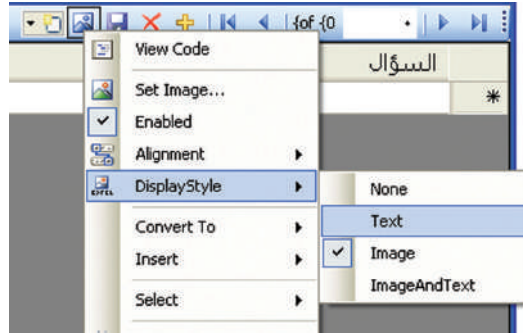 {of {0
السؤال
View Code
Set Image...
Enabled
Alignment
DisplayStyle
Convert To
Insert
Select
None
Text
Image
ImageAndText